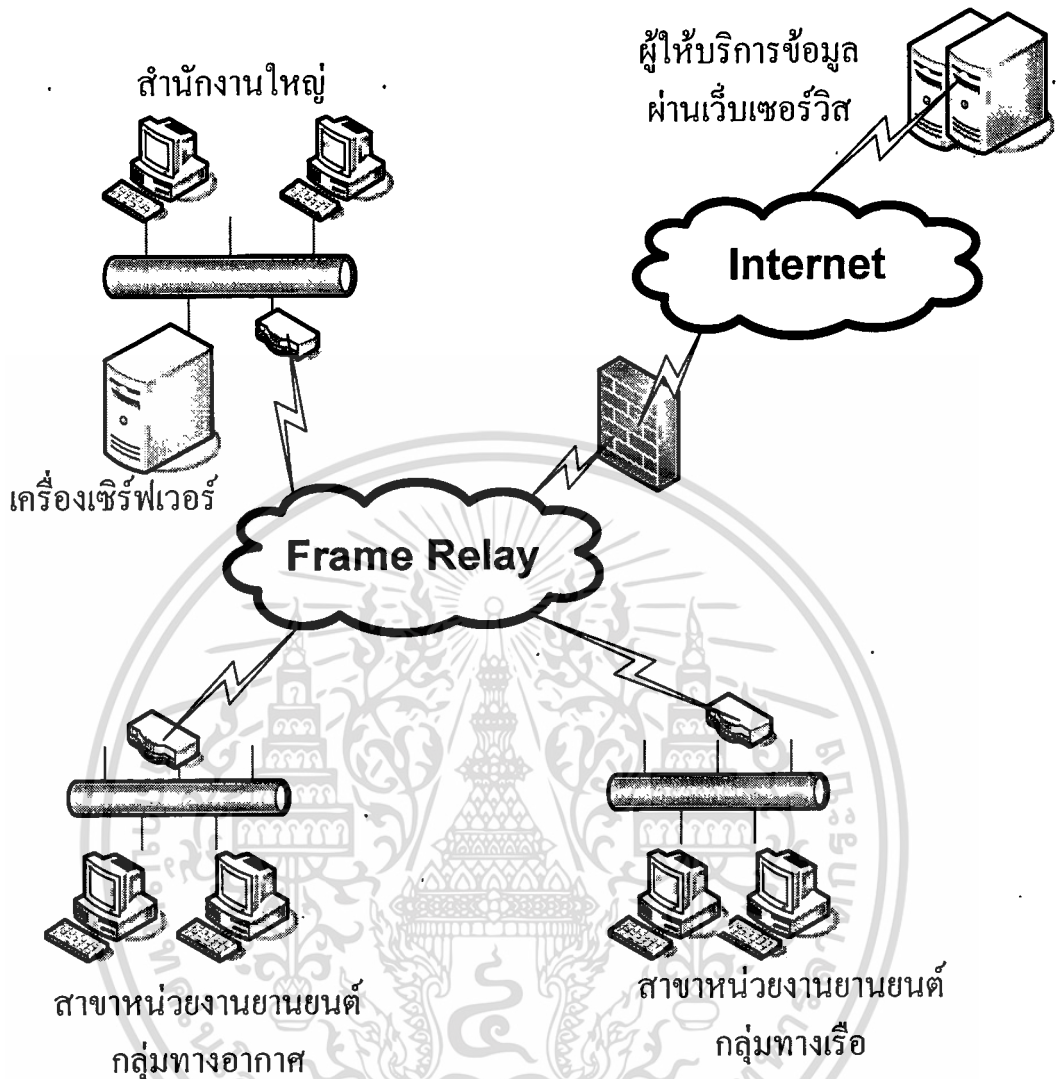 สำนักงานใหญ่
ผู้ให้บริการข้อมูล
ผ่านเว็บเซอร์วิส
Internet
เครื่องเซิร์ฟเวอร์
Frame Relay
สาขาหน่วยงานยานยนต์
กลุ่มทางอากาศ
สาขาหน่วยงานยานยนต์
กลุ่มทางเรือ